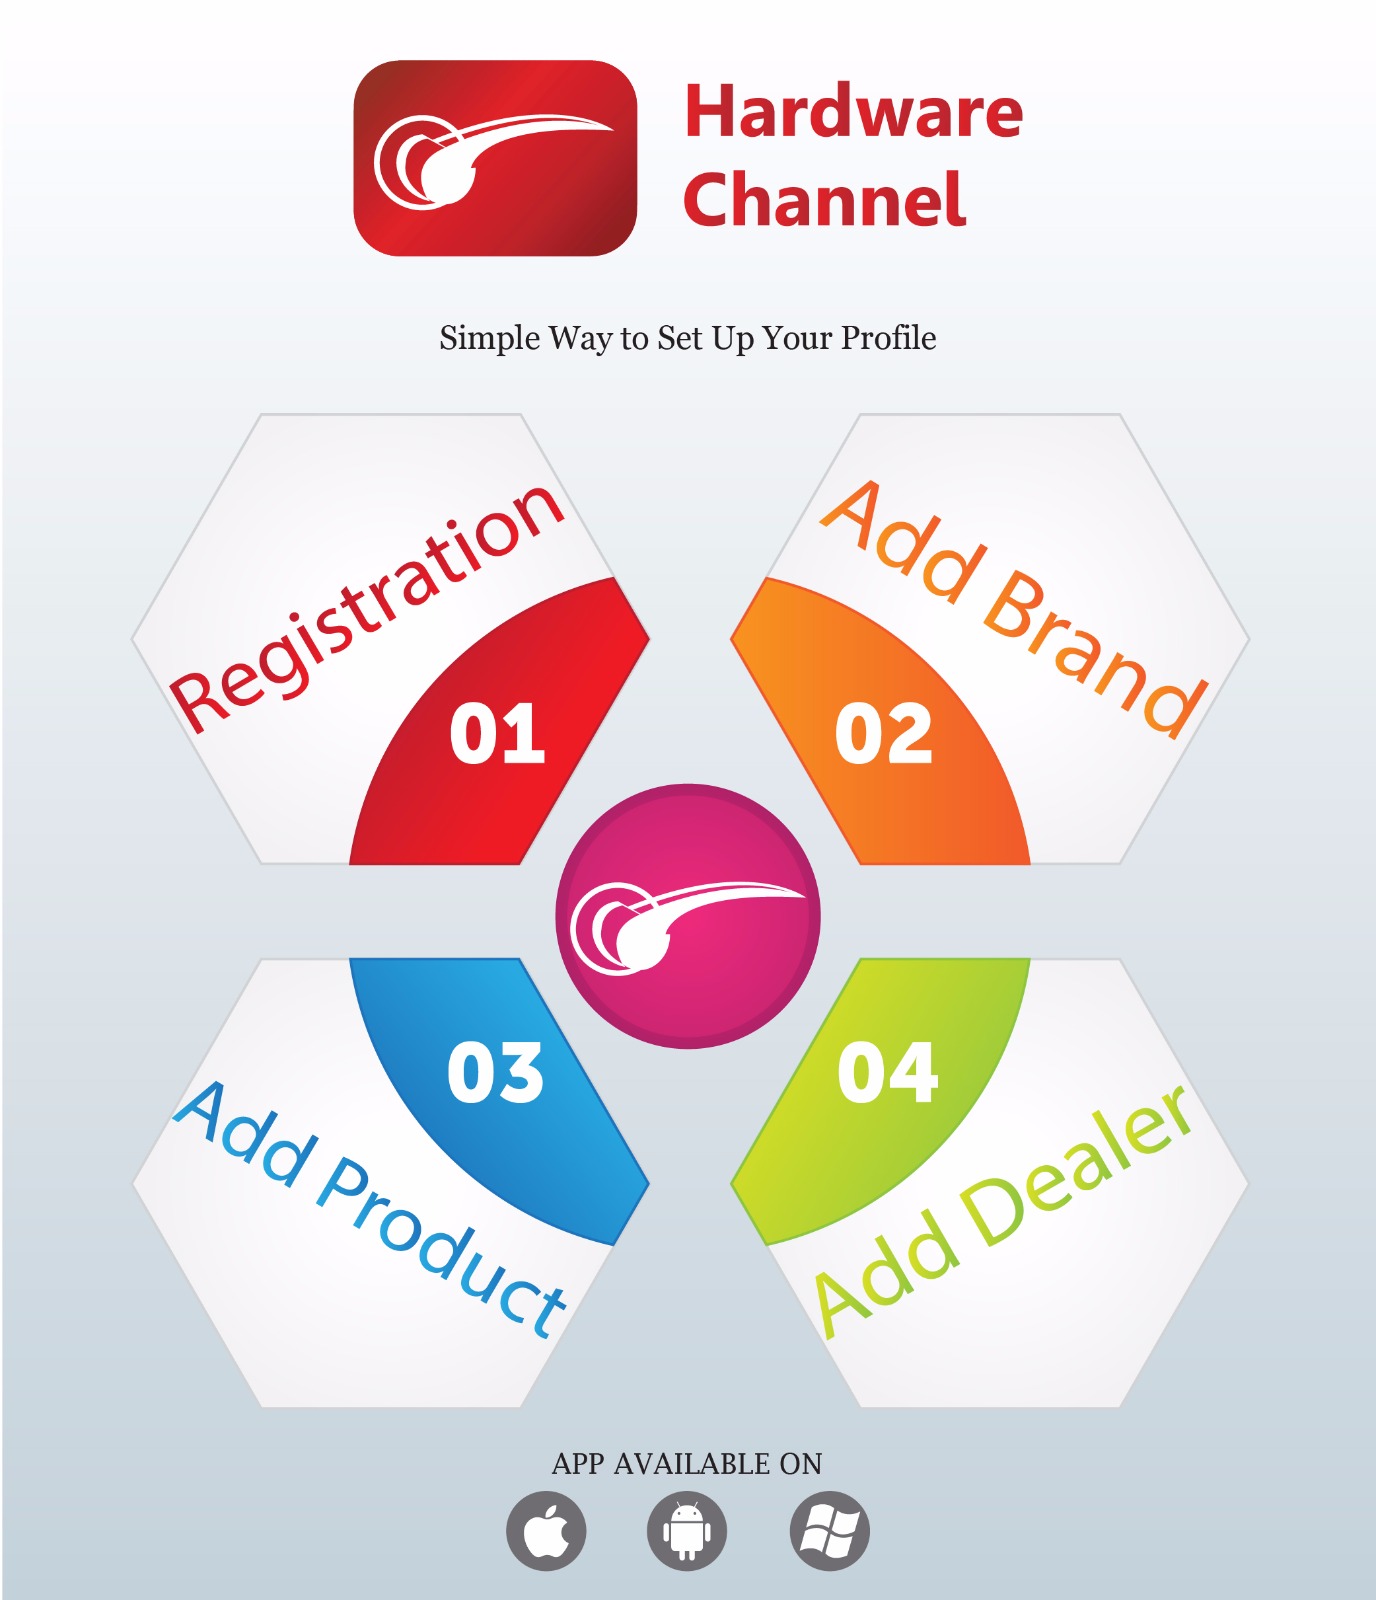 Hardware
Channel
Simple Way to Set Up Your Profile
Registration
01
Add Brand
02
03
Add Product
04
Add Dealer
APP AVAILABLE ON